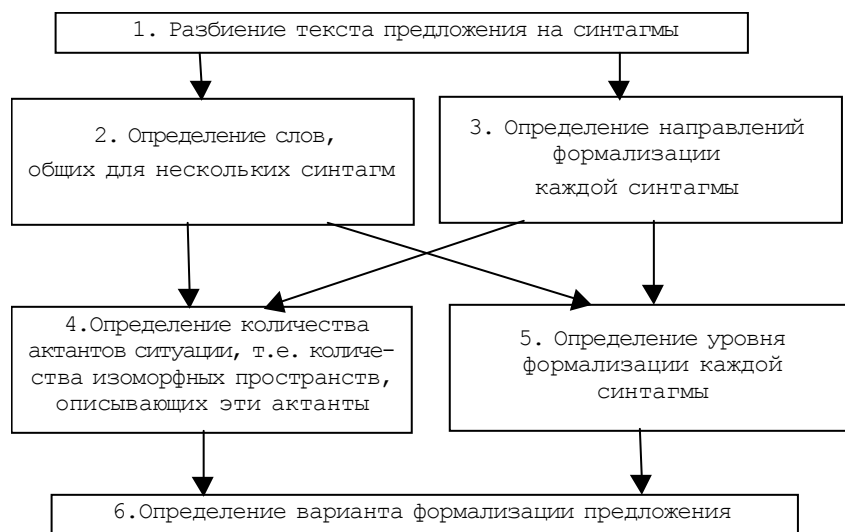 1. Разбиение текста предложения на синтагмы
2. Определение слов,
общих для нескольких синтагм
3. Определение направлений
формализации
каждой синтагмы
4.Определение количества
актантов ситуации, т.е. количе-
ства изоморфных пространств,
описывающих эти актанты
5. Определение уровня
формализации каждой
синтагмы
6.Определение варианта формализации предложения